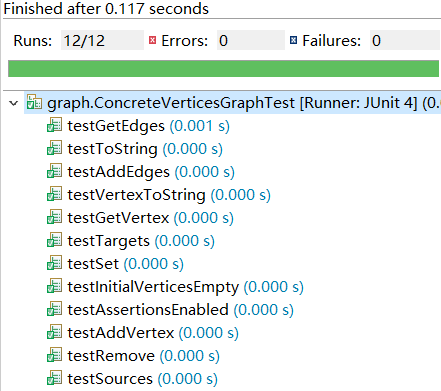 Finished after 0.117 seconds
Runs: 12/12 Errors: 0 Failures: 0
graph.ConcreteVerticesGraphTest [Runner: JUnit 4] (0.
testGetEdges (0.001 s)
testToString (0.000 s)
testAddEdges (0.000 s)
testVertexToString (0.000 s)
testGetVertex (0.000 s)
testTargets (0.000 s)
testSet (0.000 s)
testInitialVerticesEmpty (0.000 s)
testAssertionsEnabled (0.000 s)
testAddVertex (0.000 s)
testRemove (0.000 s)
testSources (0.000 s)